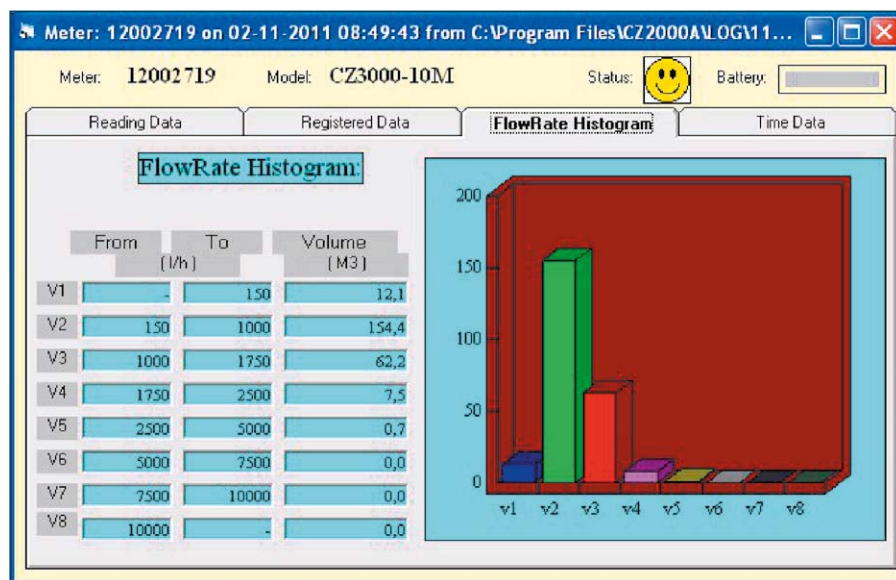 Meter: 12002719 on 02-11-2011 08:49:43 from C:\Program Files\CZ2000A\LOG\11...
Meter: 12002719 Model: CZ3000-10M Status: Battery:
Reading Data Registered Data FlowRate Histogram Time Data
FlowRate Histogram:
From To Volume
(l/h) (M3)
V1 - 150 12,1
V2 150 1000 154,4
V3 1000 1750 62,2
V4 1750 2500 7,5
V5 2500 5000 0,7
V6 5000 7500 0,0
V7 7500 10000 0,0
V8 10000 - 0,0
200
150
100
50
0
v1 v2 v3 v4 v5 v6 v7 v8